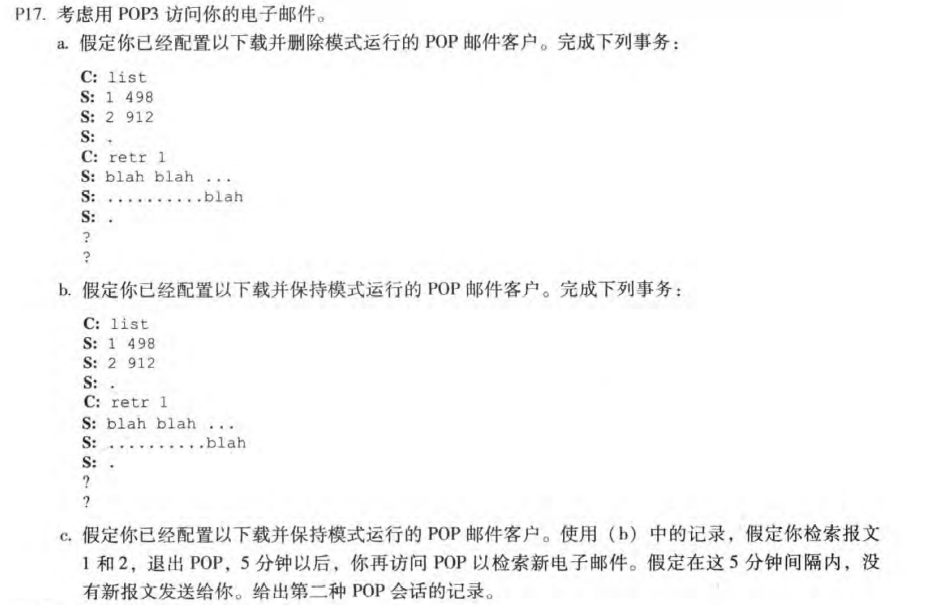 P17. 考虑用 POP3 访问你的电子邮件。
a. 假定你已经配置以下载并删除模式运行的 POP 邮件客户。完成下列事务：
C: list
S: 1 498
S: 2 912
S: .
C: retr 1
S: blah blah ...
S: ..........blah
S: .
?
?
b. 假定你已经配置以下载并保持模式运行的 POP 邮件客户。完成下列事务：
C: list
S: 1 498
S: 2 912
S: .
C: retr 1
S: blah blah ...
S: ..........blah
S: .
?
?
c. 假定你已经配置以下载并保持模式运行的 POP 邮件客户。使用（b）中的记录，假定你检索报文
1 和 2，退出 POP，5 分钟以后，你再访问 POP 以检索新电子邮件。假定在这 5 分钟间隔内，没
有新报文发送给你。给出第二种 POP 会话的记录。